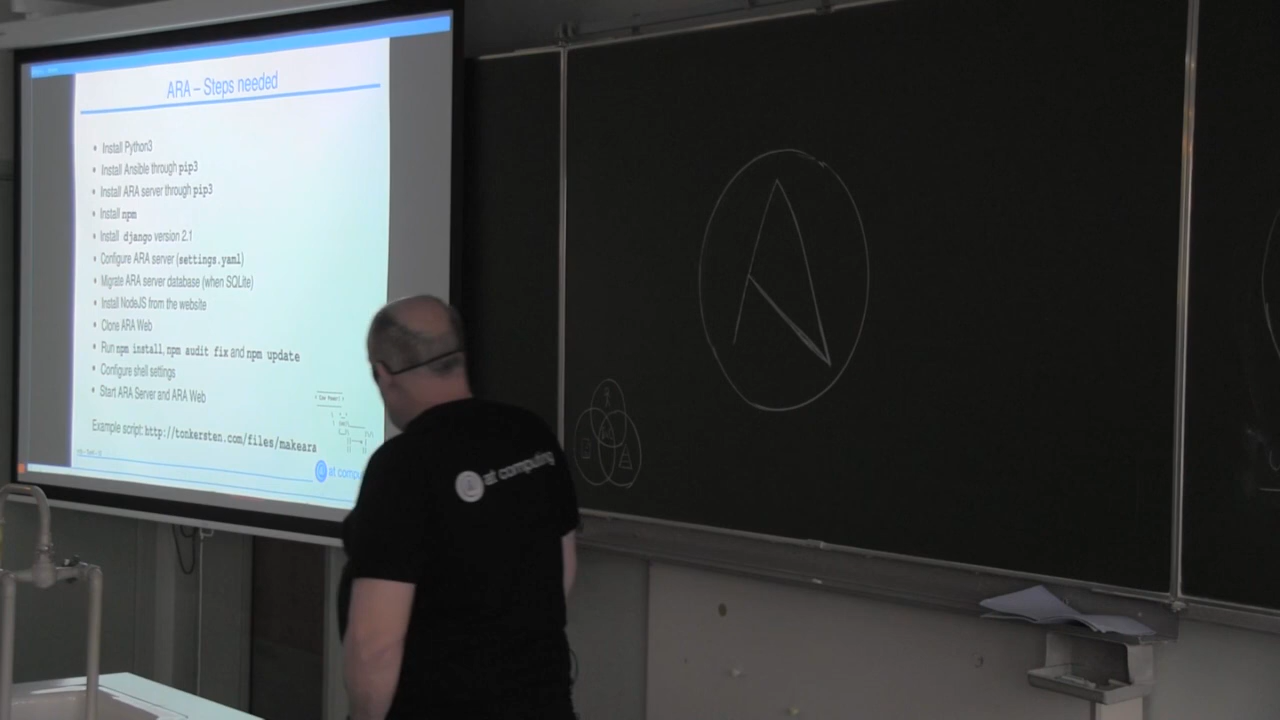 ARA – Steps needed
• Install Python3
• Install Ansible through pip3
• Install ARA server through pip3
• Install npm
• Install django version 2.1
• Configure ARA server (settings.yaml)
• Migrate ARA server database (when SQLite)
• Install NodeJS from the website
• Clone ARA Web
• Run npm install, npm audit fix and npm update
• Configure shell settings
• Start ARA Server and ARA Web
Example script: http://tonkersten.com/files/makeara
at compu
at computing